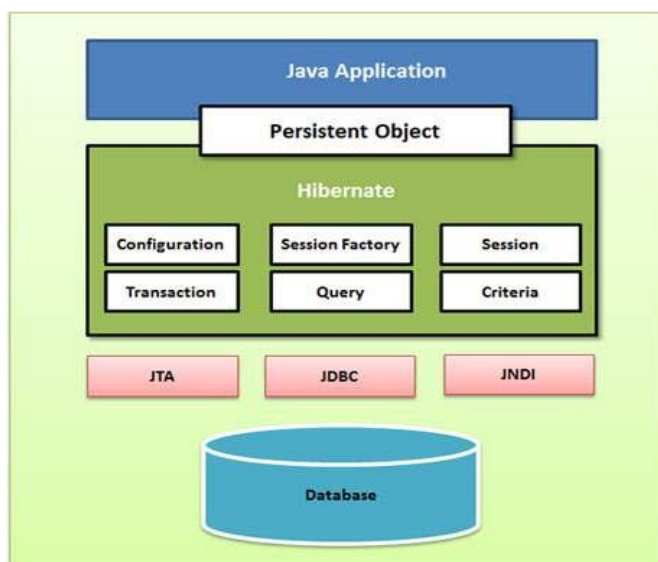 Java Application
Persistent Object
Hibernate
Configuration
Session Factory
Session
Transaction
Query
Criteria
JTA
JDBC
JNDI
Database